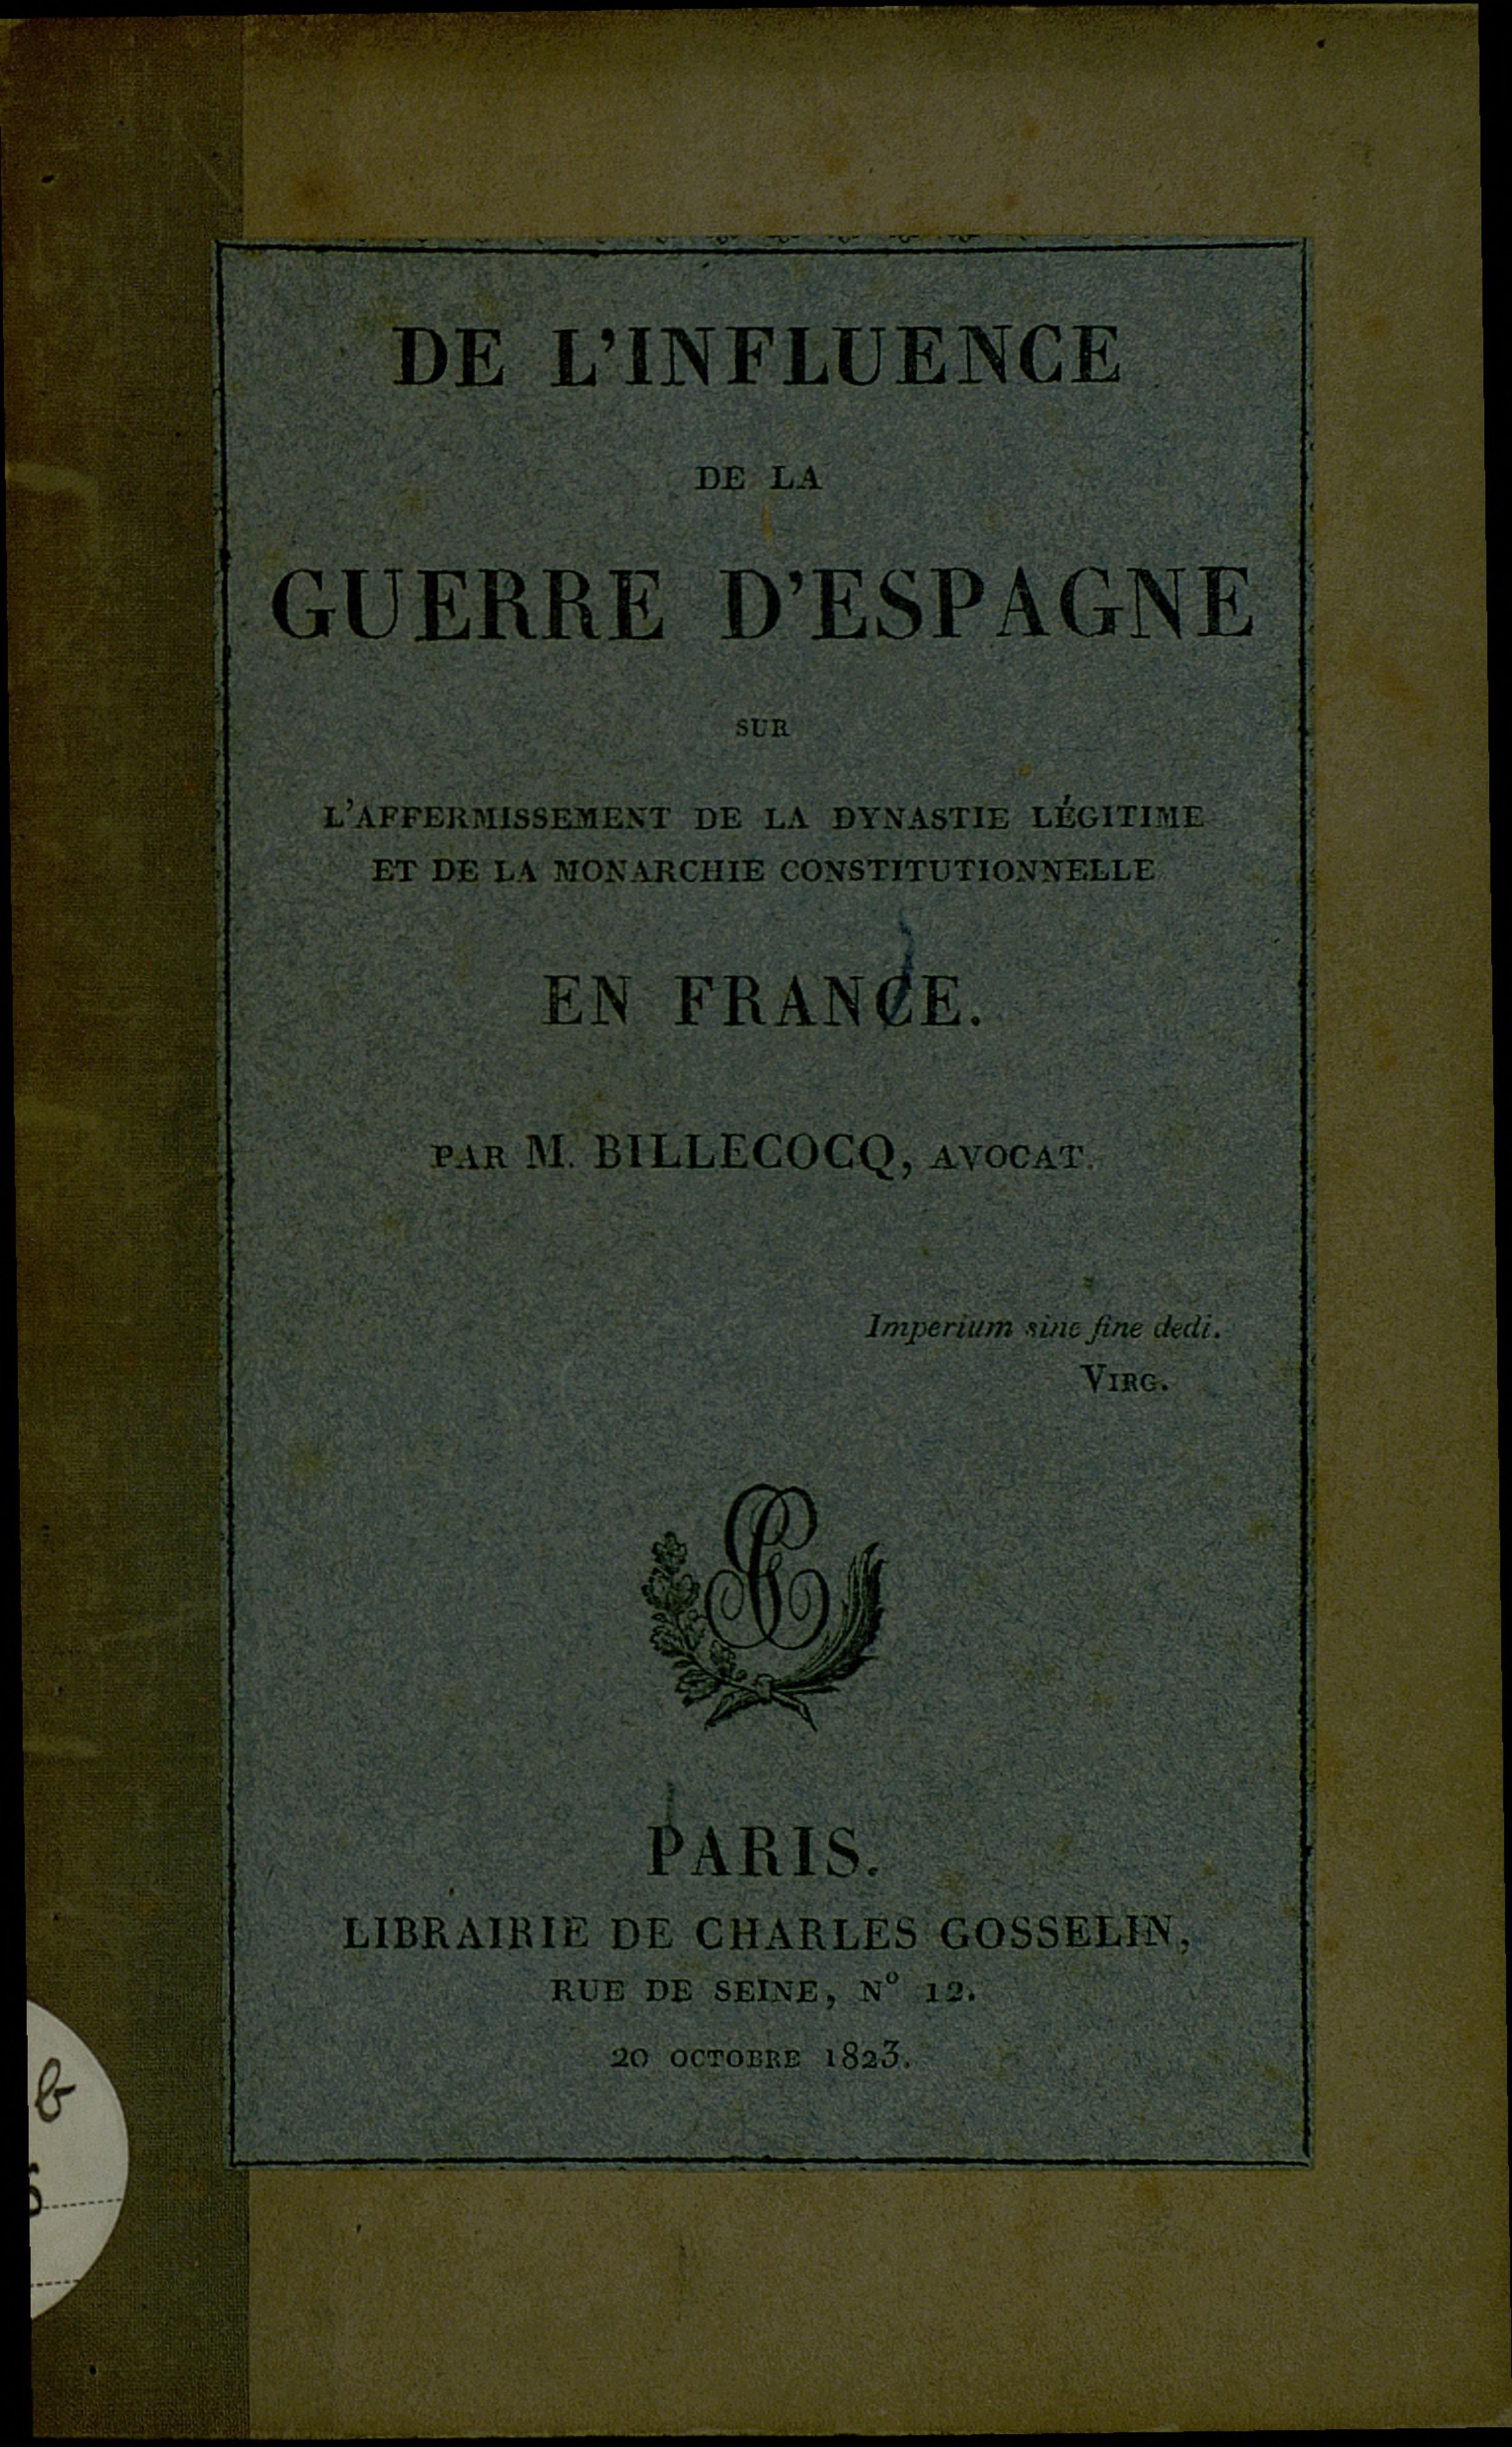 DE L'INFLUENCE
DE LA
GUERRE D'ESPAGNE
SUR
L'AFFERMISSEMENT DE LA DYNASTIE LÉGITIME
ET DE LA MONARCHIE CONSTITUTIONNELLE
EN FRANCE.
PAR M. BILLECOCQ, AVOCAT.
Imperium sine fine dedi.
VIRG.
PARIS.
LIBRAIRIE DE CHARLES GOSSELIN,
RUE DE SEINE, Nº 12.
20 OCTOBRE 1823.
b